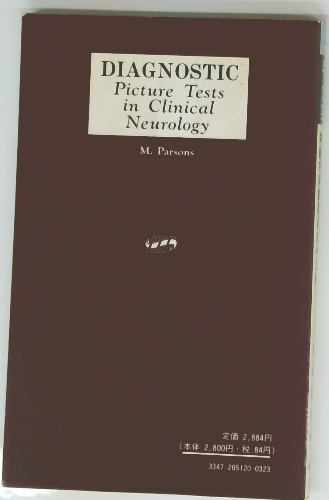 DIAGNOSTIC
Picture Tests
in Clinical
Neurology
M. Parsons
定価 2,884円
(本体 2,800円・税 84円)
3347 205120 0323